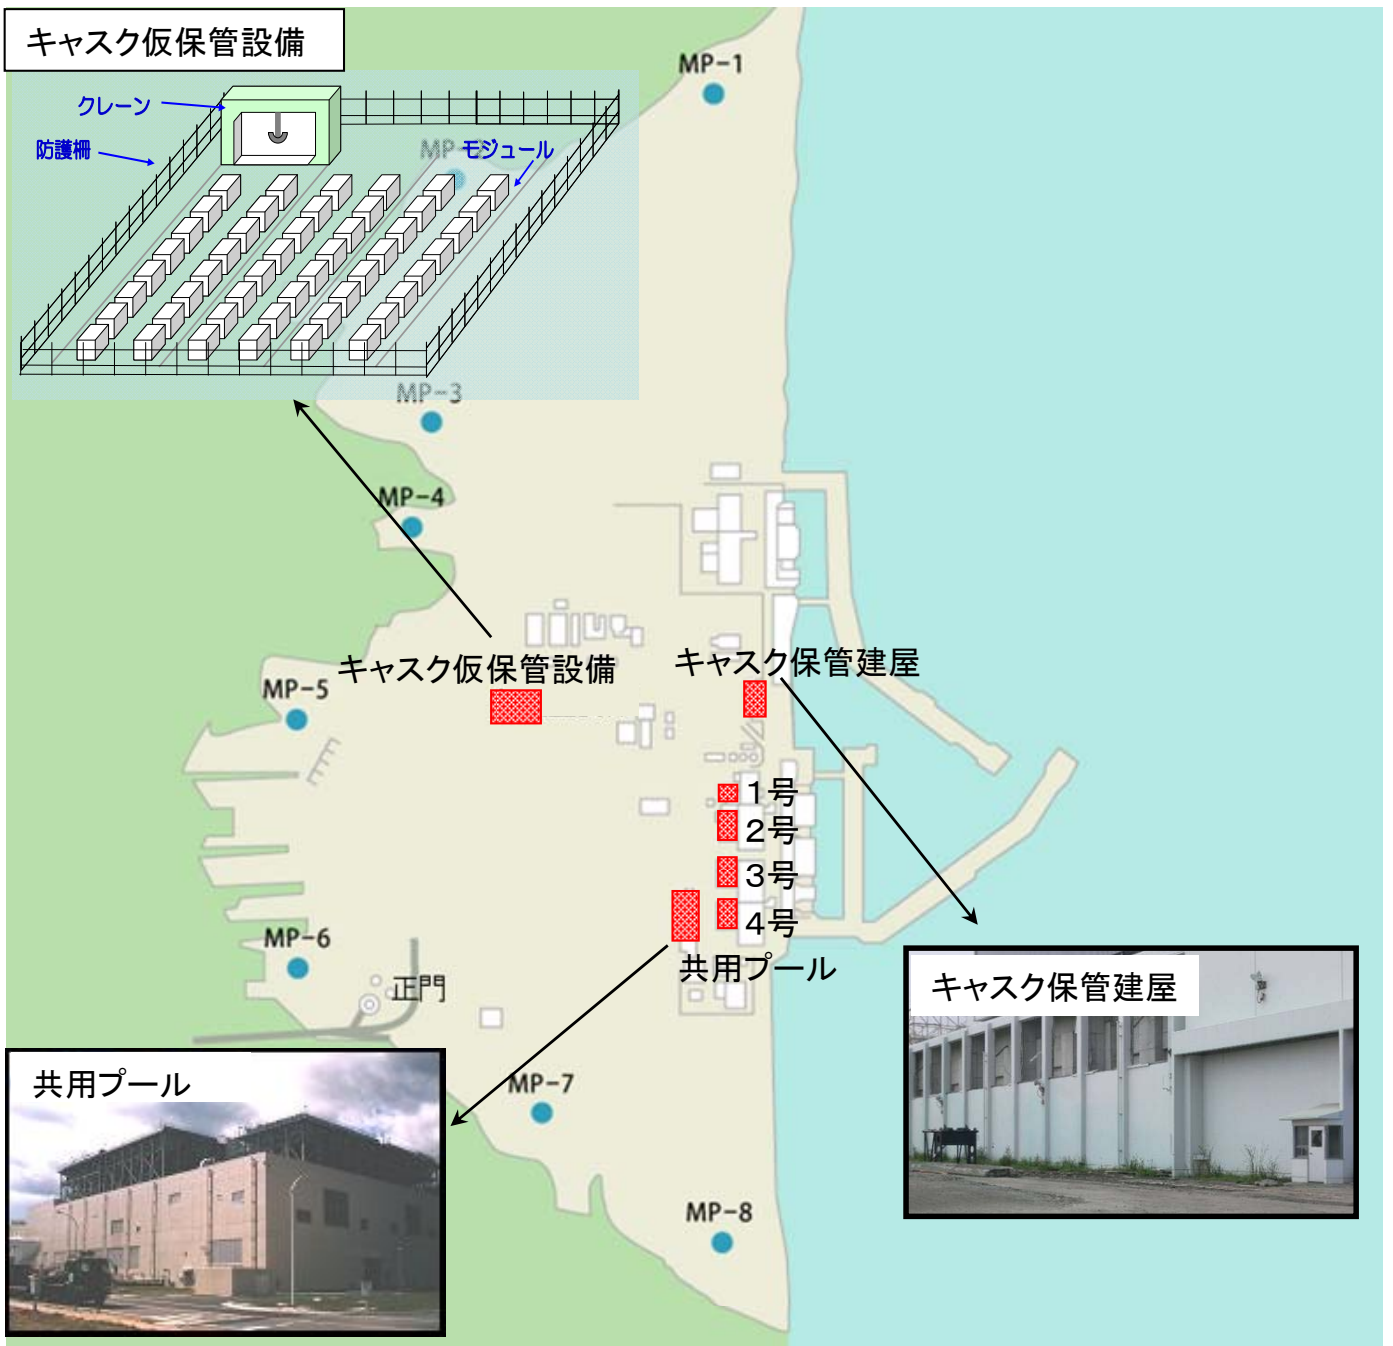 キャスク仮保管設備
MP-1
クレーン
防護柵
MP-2
モジュール
MP-3
MP-4
キャスク仮保管設備
キャスク保管建屋
MP-5
1号
2号
3号
4号
MP-6
共用プール
正門
キャスク保管建屋
共用プール
MP-7
MP-8